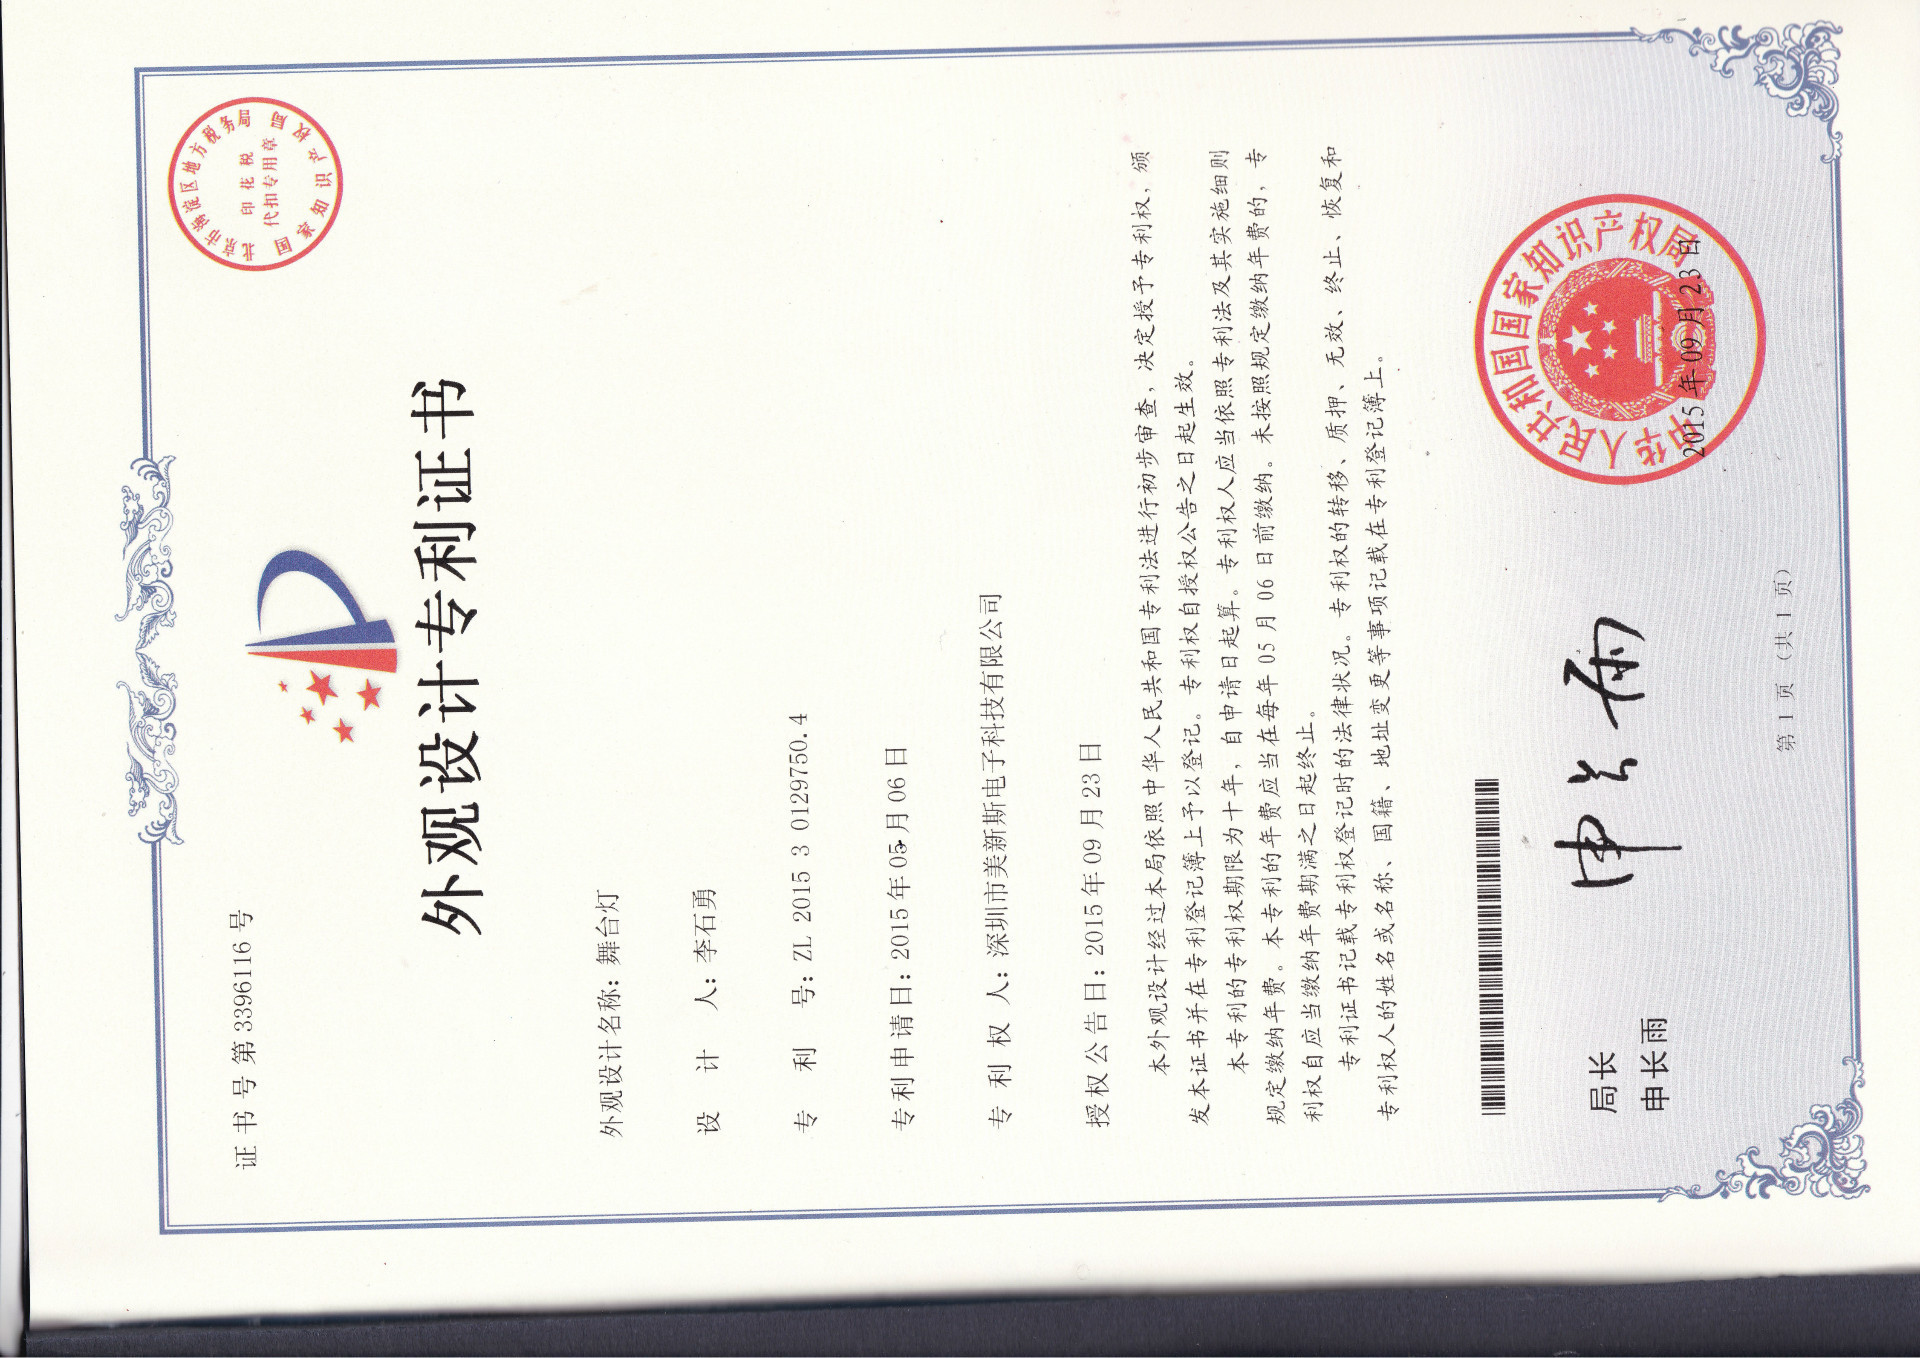 证书号第3396116号
北京市海淀区地方税务局
印花税
代扣专用章
国家知识产权局
外观设计专利证书
外观设计名称：舞台灯
设计人：李石勇
专利号：ZL 2015 3 0129750.4
专利申请日：2015年05月06日
专利权人：深圳市美新斯电子科技有限公司
授权公告日：2015年09月23日
本外观设计经过本局依照中华人民共和国专利法进行初步审查，决定授予专利权，颁
发本证书并在专利登记簿上予以登记。专利权自授权公告之日起生效。
本专利的专利权期限为十年，自申请日起算。专利权人应当依照专利法及其实施细则
规定缴纳年费。本专利的年费应当在每年05月06日前缴纳。未按照规定缴纳年费的，专
利权自应当缴纳年费期满之日起终止。
专利证书记载专利权登记时的法律状况。专利权的转移、质押、无效、终止、恢复和
专利权人的姓名或名称、国籍、地址变更等事项记载在专利登记簿上。
局长
申长雨
申长雨
中华人民共和国国家知识产权局
2015年09月23日
第1页（共1页）